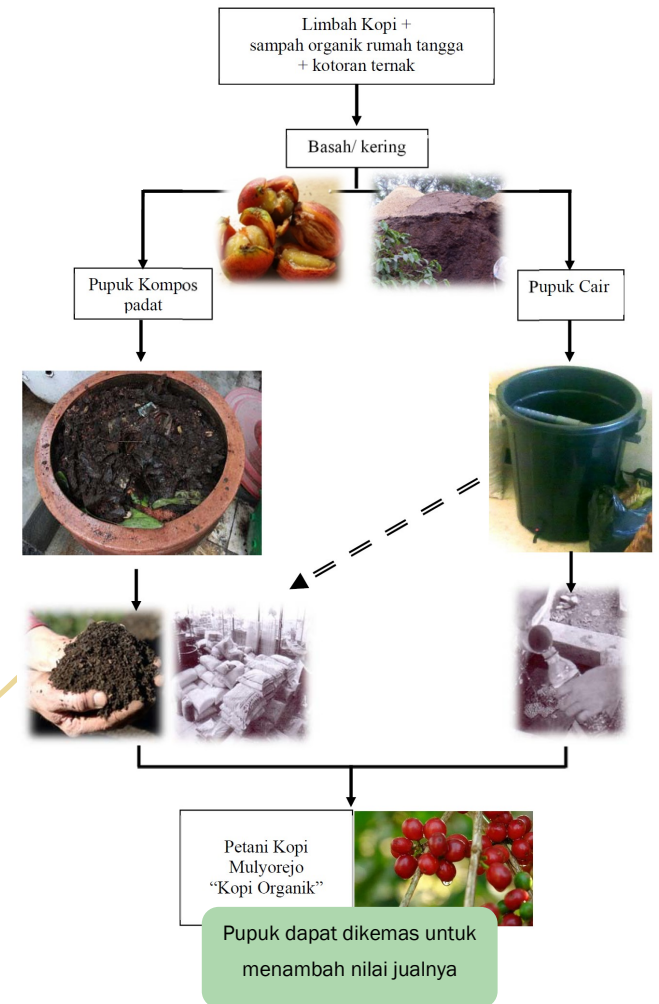 Limbah Kopi +
sampah organik rumah tangga
+ kotoran ternak
Basah/ kering
Pupuk Kompos
padat
Pupuk Cair
Petani Kopi
Mulyorejo
“Kopi Organik”
Pupuk dapat dikemas untuk
menambah nilai jualnya